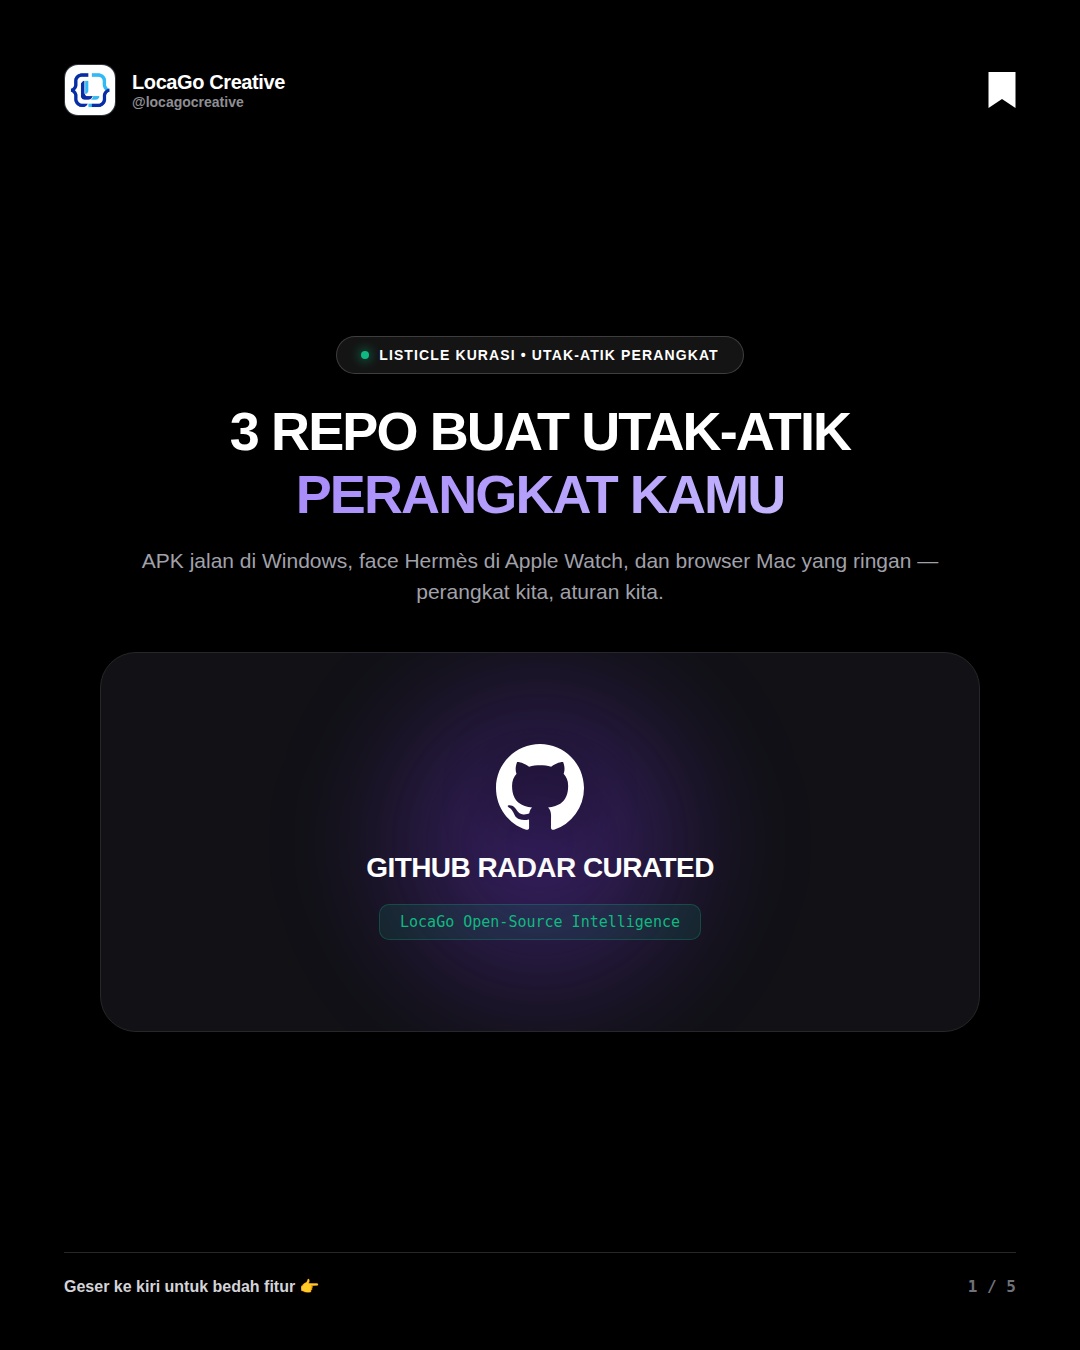 LocaGo Creative
@locagocreative
LISTICLE KURASI • UTAK-ATIK PERANGKAT
3 REPO BUAT UTAK-ATIK
PERANGKAT KAMU
APK jalan di Windows, face Hermès di Apple Watch, dan browser Mac yang ringan —
perangkat kita, aturan kita.
GITHUB RADAR CURATED
LocaGo Open-Source Intelligence
Geser ke kiri untuk bedah fitur 👉
1 / 5